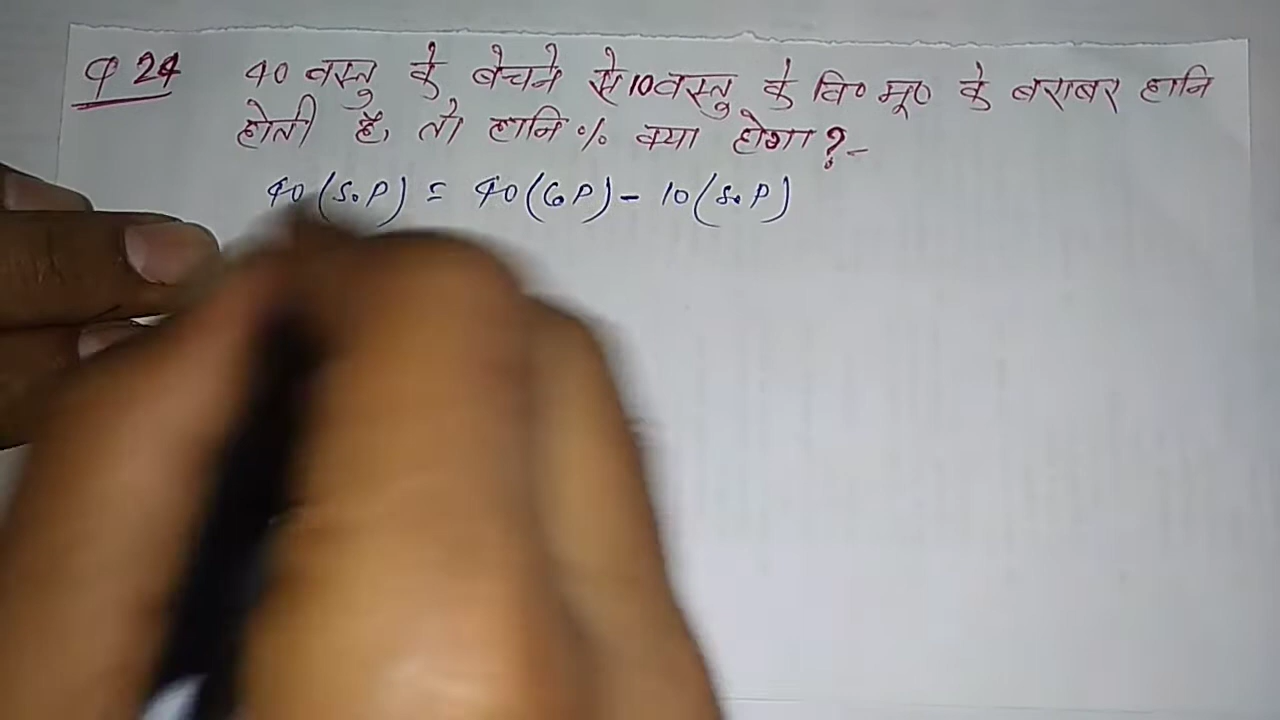 Q 24 40 वस्तु के बेचने से 10 वस्तु के वि० मू० के बराबर हानि
होती है, तो हानि % क्या होगा ? -
40 (S.P) = 40 (C.P) - 10 (S.P)